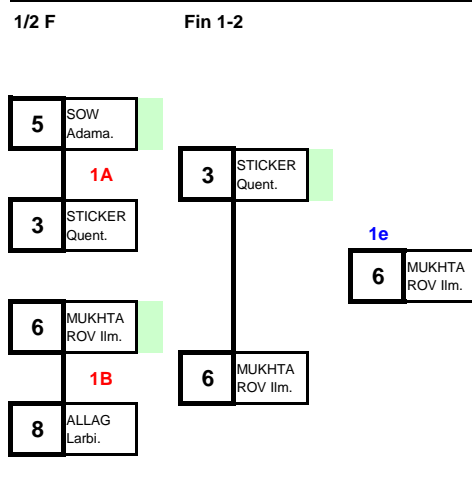 1/2 F
Fin 1-2
5
SOW
Adama.
1A
3
STICKER
Quent.
3
STICKER
Quent.
1e
6
MUKHTA
ROV Ilm.
6
MUKHTA
ROV Ilm.
1B
8
ALLAG
Larbi.
6
MUKHTA
ROV Ilm.